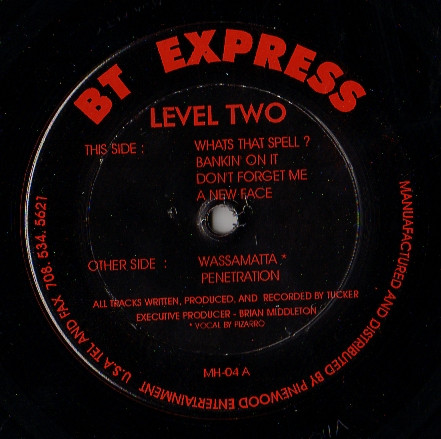 BT EXPRESS
LEVEL TWO
THIS SIDE : WHATS THAT SPELL ?
BANKIN' ON IT
DON'T FORGET ME
A NEW FACE
OTHER SIDE : WASSAMATTA *
PENETRATION
ALL TRACKS WRITTEN, PRODUCED, AND RECORDED BY TUCKER
EXECUTIVE PRODUCER - BRIAN MIDDLETON
* VOCAL BY PIZARRO
MH-04 A
MANUAFACTURED AND DISTRIBUTED BY PINEWOOD ENTERTAINMENT U.S.A TEL AND FAX 708. 534. 5621